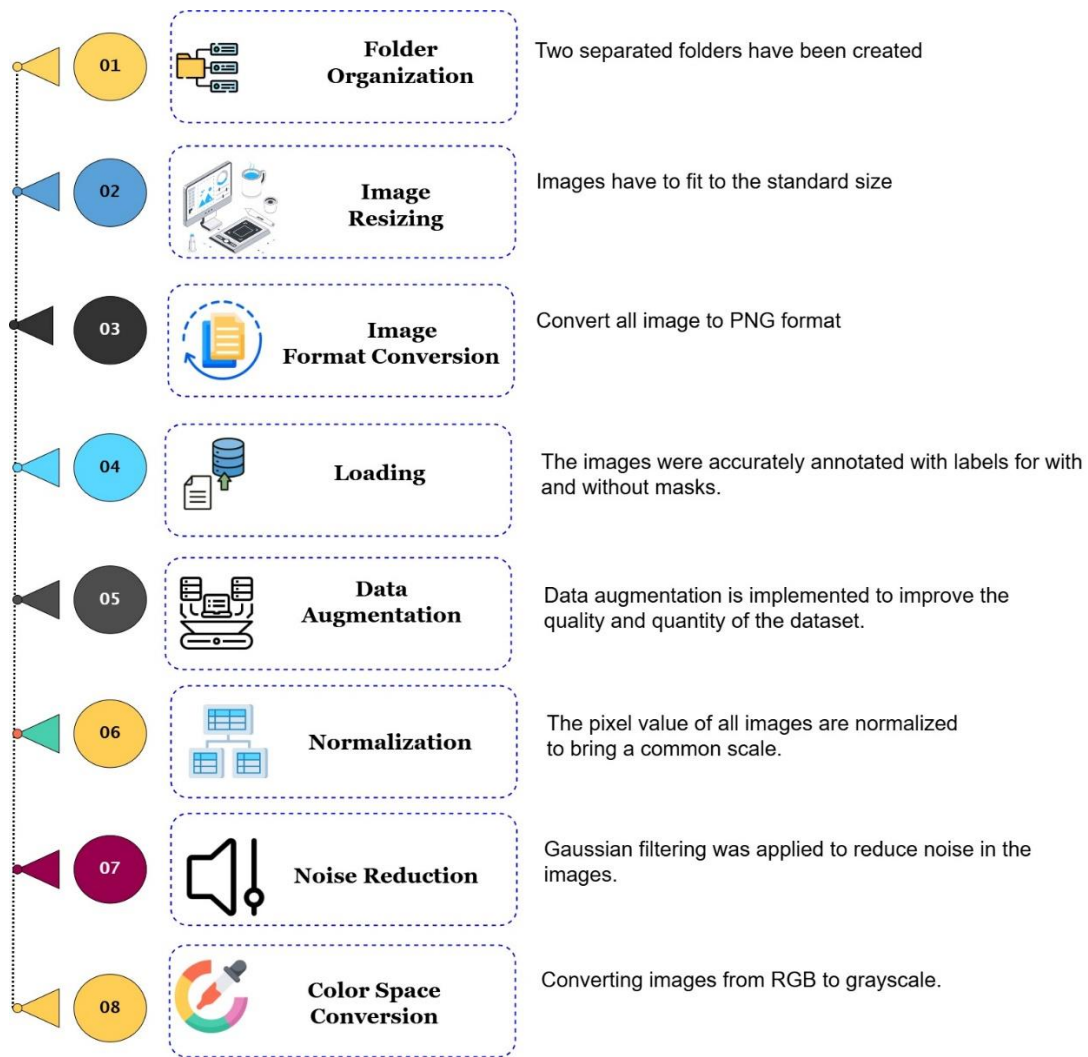 01
Folder
Organization
Two separated folders have been created
02
Image
Resizing
Images have to fit to the standard size
03
Image
Format Conversion
Convert all image to PNG format
04
Loading
The images were accurately annotated with labels for with
and without masks.
05
Data
Augmentation
Data augmentation is implemented to improve the
quality and quantity of the dataset.
06
Normalization
The pixel value of all images are normalized
to bring a common scale.
07
Noise Reduction
Gaussian filtering was applied to reduce noise in the
images.
08
Color Space
Conversion
Converting images from RGB to grayscale.